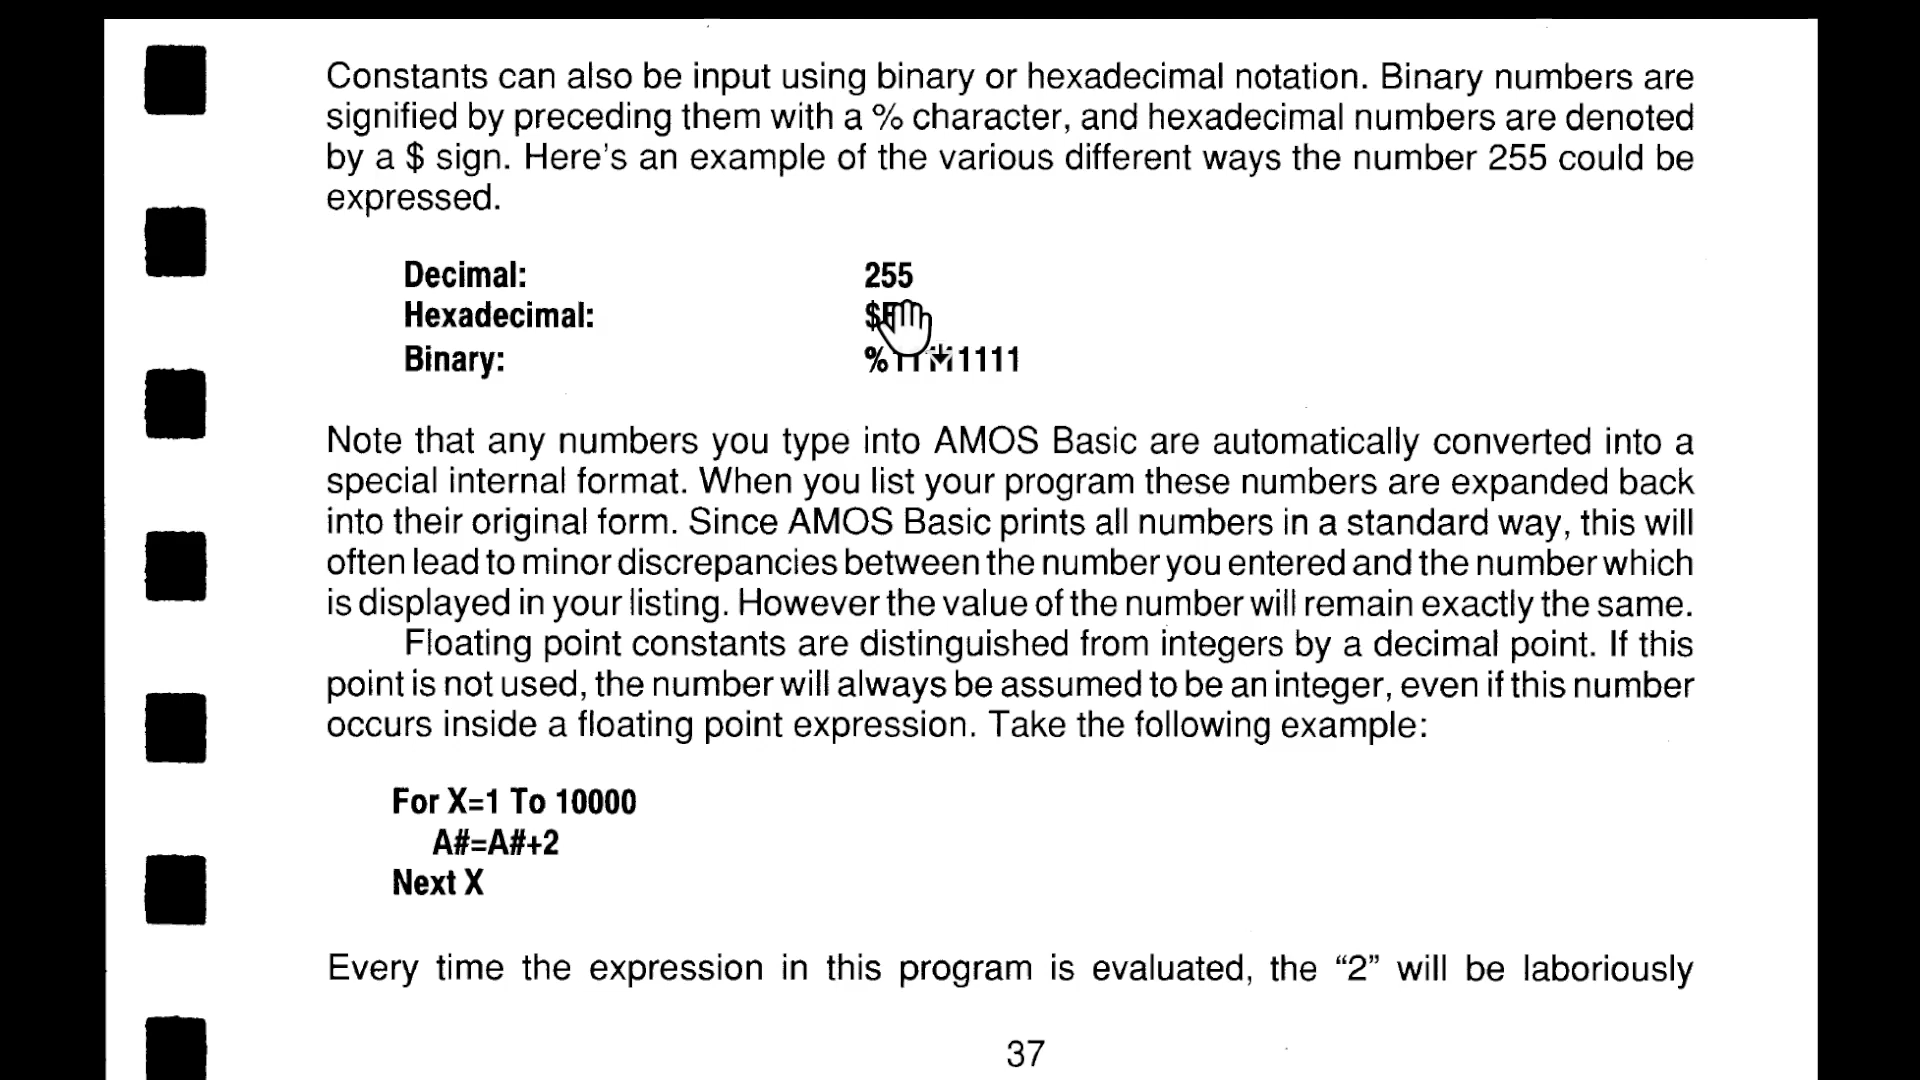 Constants can also be input using binary or hexadecimal notation. Binary numbers are
signified by preceding them with a % character, and hexadecimal numbers are denoted
by a $ sign. Here's an example of the various different ways the number 255 could be
expressed.
Decimal: 255
Hexadecimal:
Binary:
Note that any numbers you type into AMOS Basic are automatically converted into a
special internal format. When you list your program these numbers are expanded back
into their original form. Since AMOS Basic prints all numbers in a standard way, this will
often lead to minor discrepancies between the number you entered and the number which
is displayed in your listing. However the value of the number will remain exactly the same.
Floating point constants are distinguished from integers by a decimal point. If this
point is not used, the number will always be assumed to be an integer, even if this number
occurs inside a floating point expression. Take the following example:
For X=1 To 10000
A#=A#+2
Next X
Every time the expression in this program is evaluated, the “2” will be laboriously
37